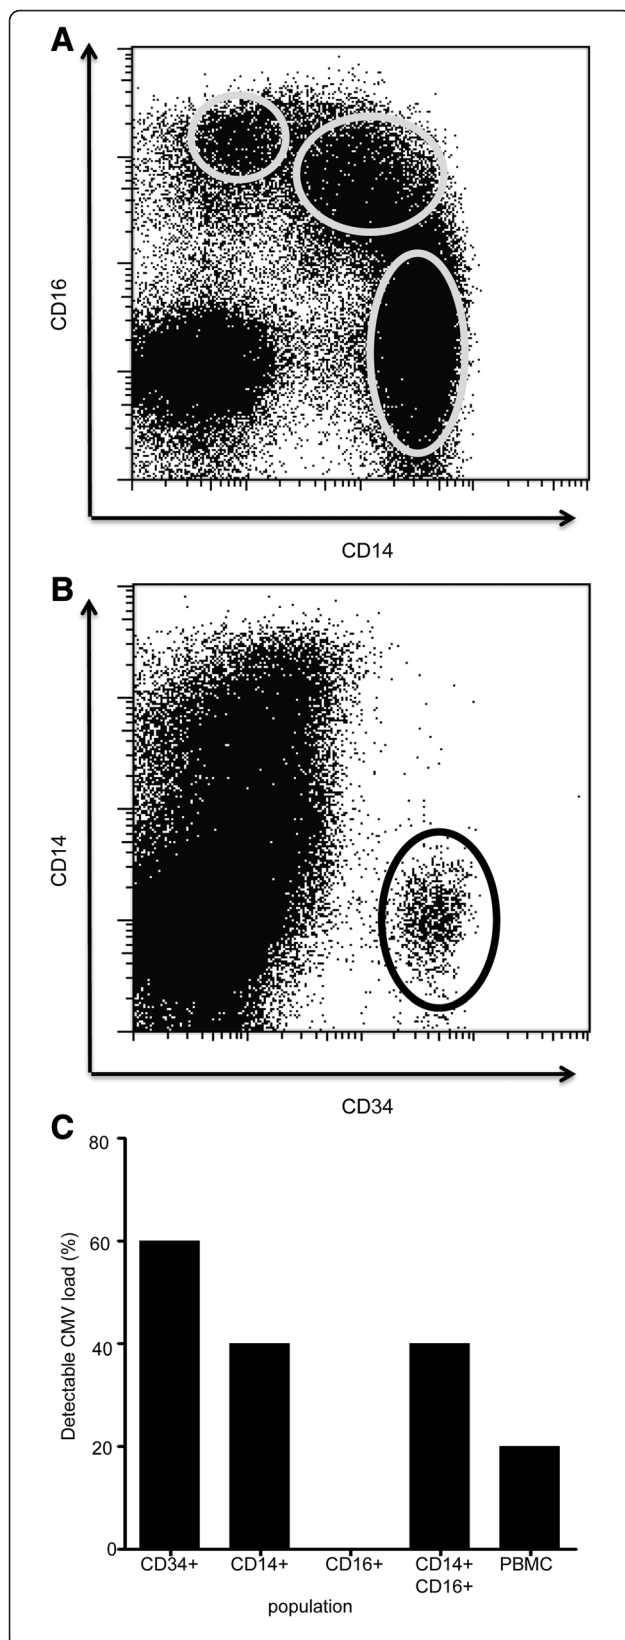 A
CD16
CD14
B
CD14
CD34
C
80
60
40
20
0
Detectable CMV load (%)
CD34+
CD14+
CD16+
CD14+
CD16+
PBMC
population